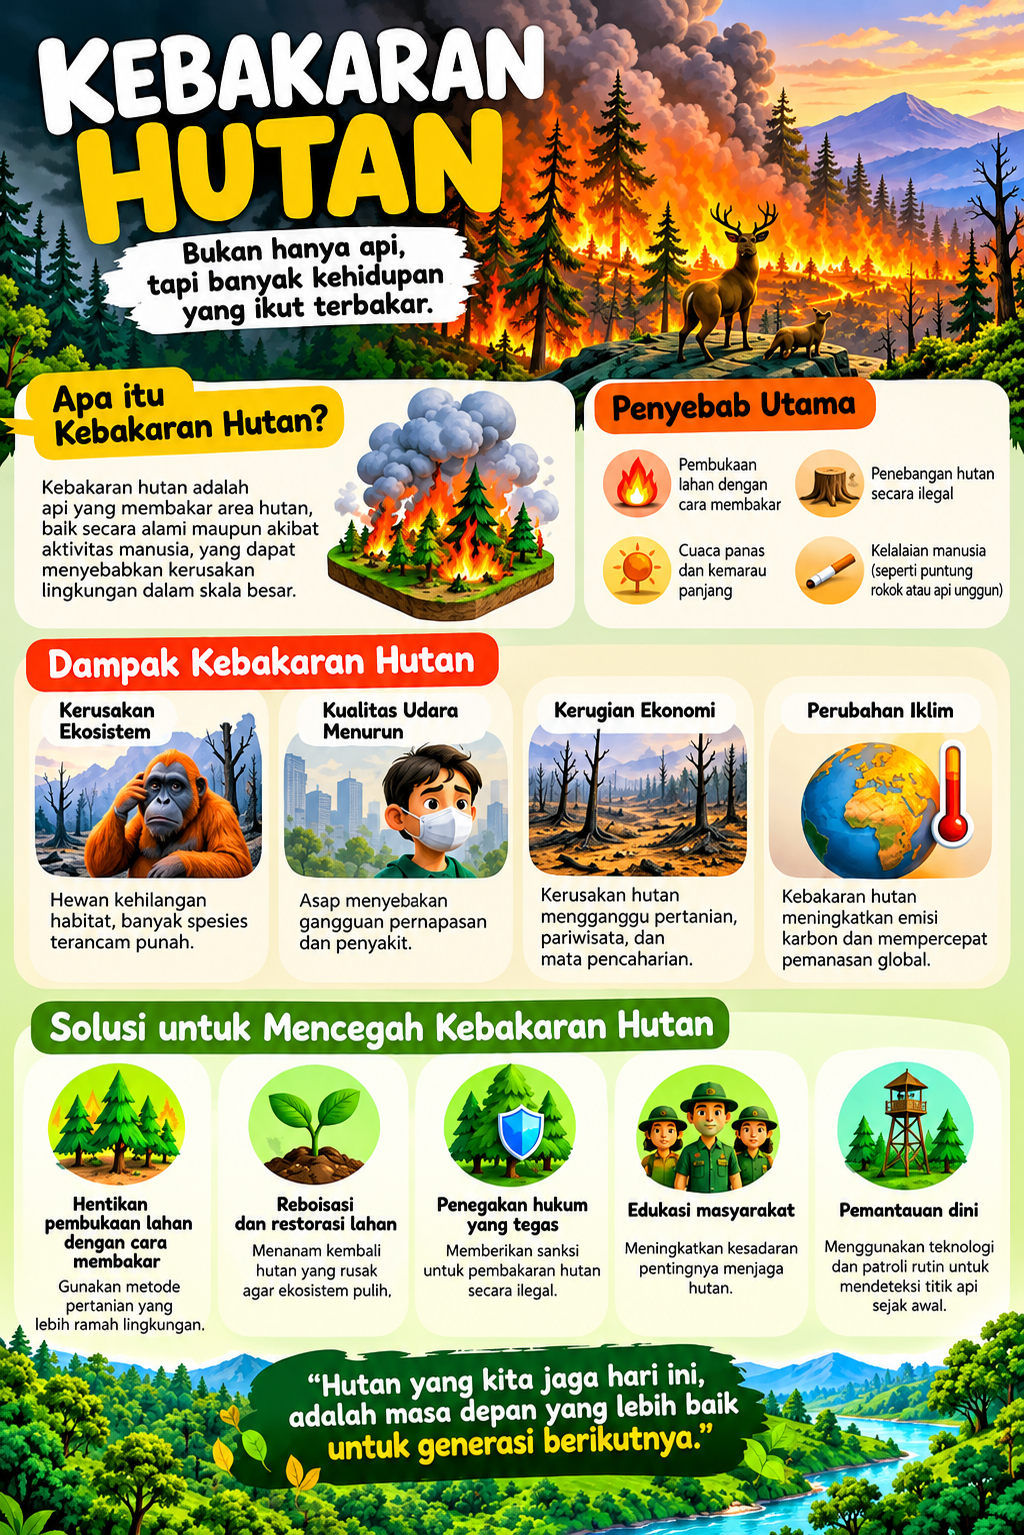 KEBAKARAN
HUTAN
Bukan hanya api,
tapi banyak kehidupan
yang ikut terbakar.
Apa itu
Kebakaran Hutan?
Kebakaran hutan adalah
api yang membakar area hutan,
baik secara alami maupun akibat
aktivitas manusia, yang dapat
menyebabkan kerusakan
lingkungan dalam skala besar.
Penyebab Utama
Pembukaan
lahan dengan
cara membakar
Penebangan hutan
secara ilegal
Cuaca panas
dan kemarau
panjang
Kelalaian manusia
(seperti puntung
rokok atau api unggun)
Dampak Kebakaran Hutan
Kerusakan
Ekosistem
Hewan kehilangan
habitat, banyak spesies
terancam punah.
Kualitas Udara
Menurun
Asap menyebakan
gangguan pernapasan
dan penyakit.
Kerugian Ekonomi
Kerusakan hutan
mengganggu pertanian,
pariwisata, dan
mata pencaharian.
Perubahan Iklim
Kebakaran hutan
meningkatkan emisi
karbon dan mempercepat
pemanasan global.
Solusi untuk Mencegah Kebakaran Hutan
Hentikan
pembukaan lahan
dengan cara
membakar
Gunakan metode
pertanian yang
lebih ramah lingkungan.
Reboisasi
dan restorasi lahan
Menanam kembali
hutan yang rusak
agar ekosistem pulih,
Penegakan hukum
yang tegas
Memberikan sanksi
untuk pembakaran hutan
secara ilegal.
Edukasi masyarakat
Meningkatkan kesadaran
pentingnya menjaga
hutan.
Pemantauan dini
Menggunakan teknologi
dan patroli rutin untuk
mendeteksi titik api
sejak awal.
“Hutan yang kita jaga hari ini,
adalah masa depan yang lebih baik
untuk generasi berikutnya.”